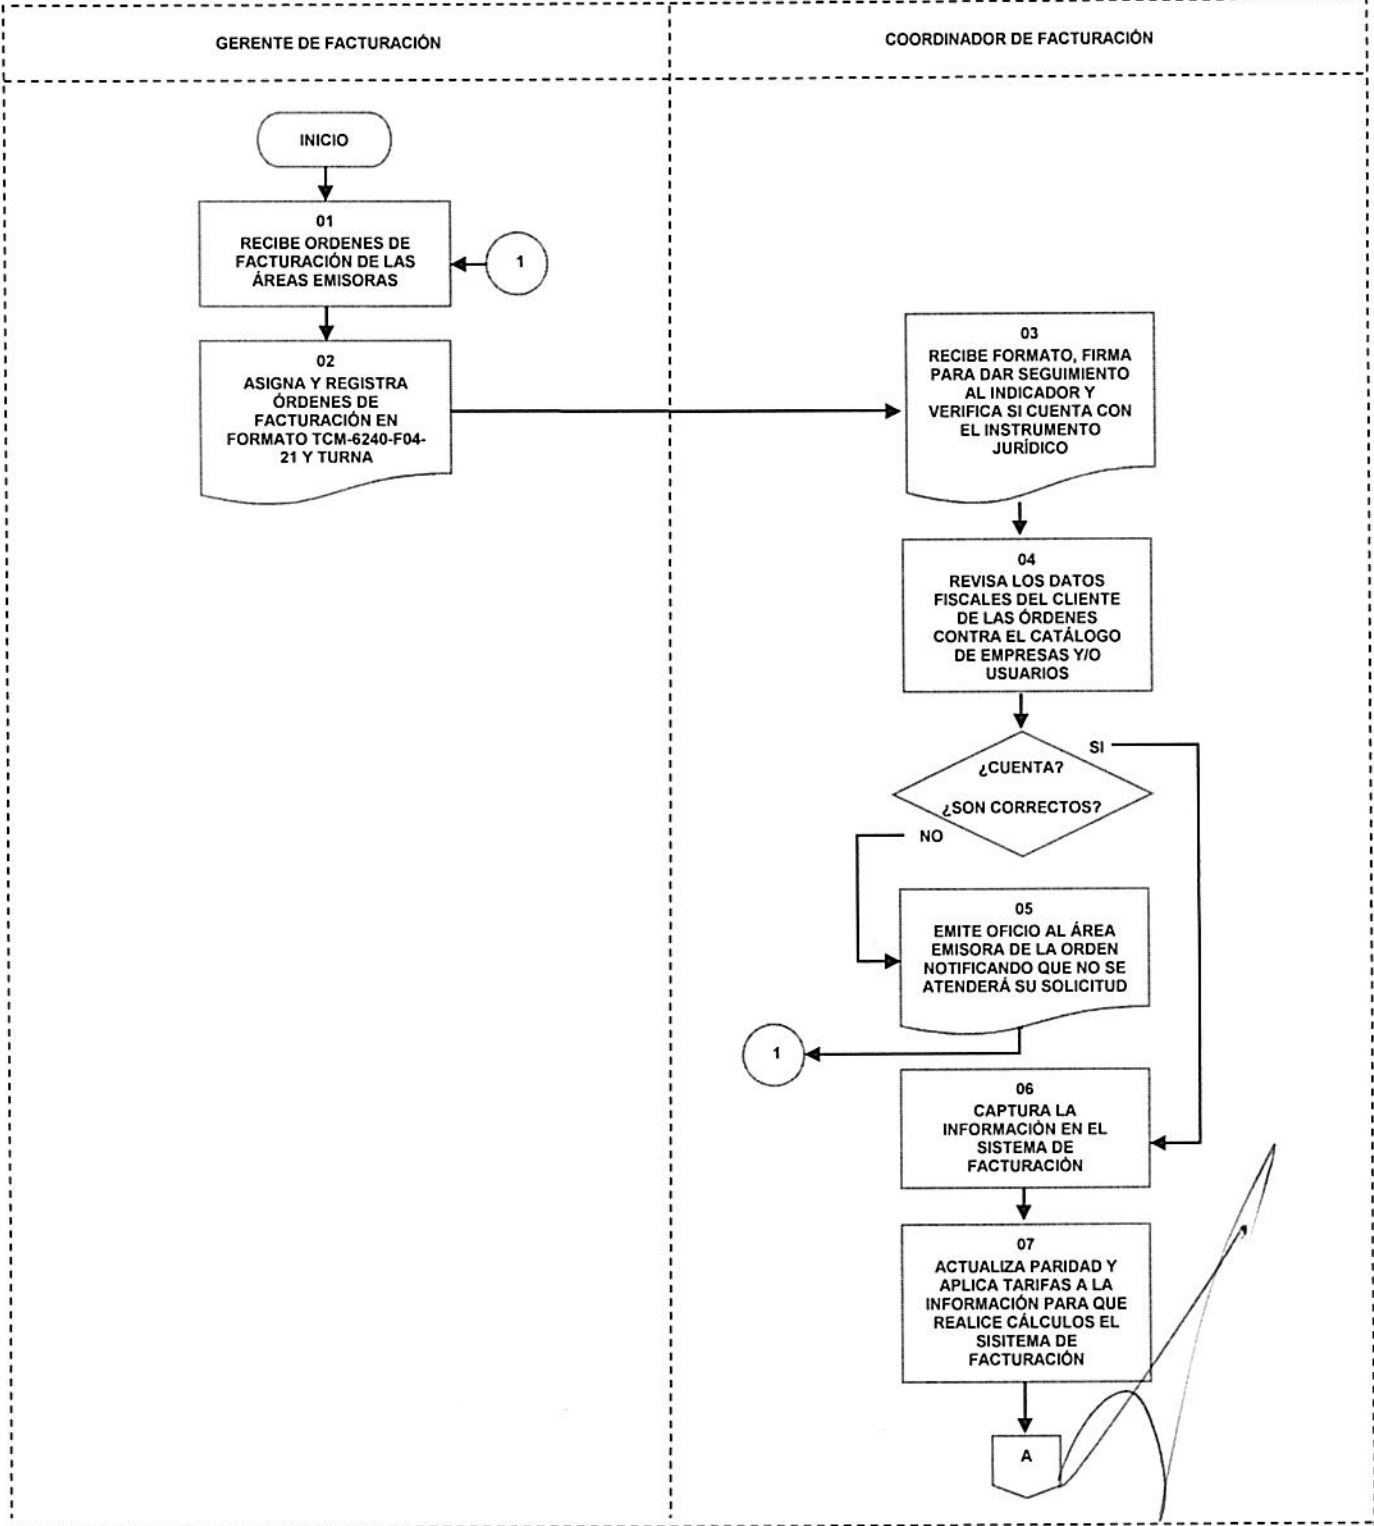 GERENTE DE FACTURACIÓN
COORDINADOR DE FACTURACIÓN
INICIO
01
RECIBE ORDENES DE
FACTURACIÓN DE LAS
ÁREAS EMISORAS
1
02
ASIGNA Y REGISTRA
ÓRDENES DE
FACTURACIÓN EN
FORMATO TCM-6240-F04-
21 Y TURNA
03
RECIBE FORMATO, FIRMA
PARA DAR SEGUIMIENTO
AL INDICADOR Y
VERIFICA SI CUENTA CON
EL INSTRUMENTO
JURÍDICO
04
REVISA LOS DATOS
FISCALES DEL CLIENTE
DE LAS ÓRDENES
CONTRA EL CATÁLOGO
DE EMPRESAS Y/O
USUARIOS
SI
¿CUENTA?
¿SON CORRECTOS?
NO
05
EMITE OFICIO AL ÁREA
EMISORA DE LA ORDEN
NOTIFICANDO QUE NO SE
ATENDERÁ SU SOLICITUD
1
06
CAPTURA LA
INFORMACIÓN EN EL
SISTEMA DE
FACTURACIÓN
07
ACTUALIZA PARIDAD Y
APLICA TARIFAS A LA
INFORMACIÓN PARA QUE
REALICE CÁLCULOS EL
SISITEMA DE
FACTURACIÓN
A